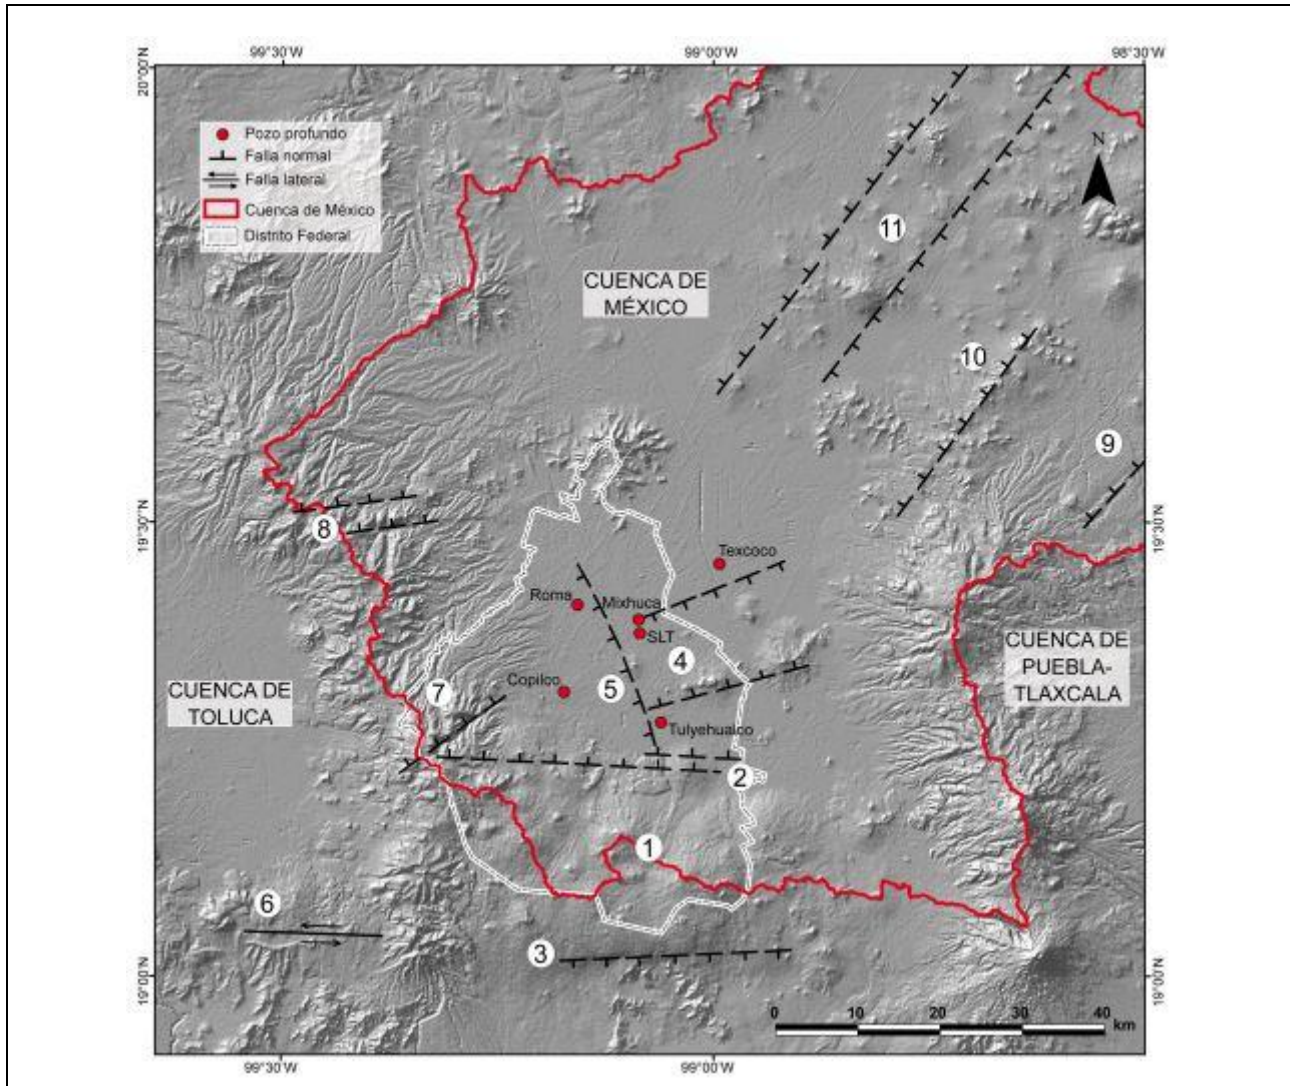 99°30'W
99°00'W
98°30'W
20°00'N
Pozo profundo
Falla normal
Falla lateral
Cuenca de México
Distrito Federal
N
11
CUENCA DE
MÉXICO
10
9
19°30'N
19°30'N
8
Texcoco
Roma
Mixhuca
SLT
4
CUENCA DE
PUEBLA-
TLAXCALA
CUENCA DE
TOLUCA
7
Copilco
5
Tulyehualco
2
1
6
3
19°00'N
19°00'N
0 10 20 30 40
km
99°30'W
99°00'W